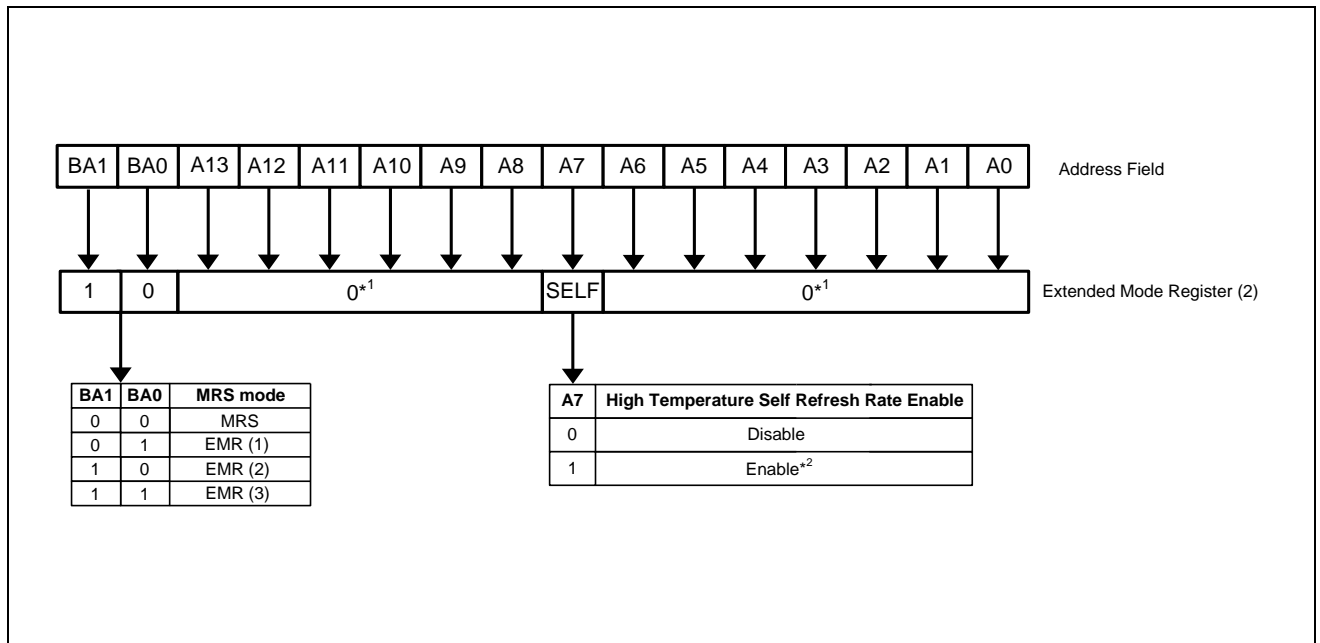 BA1 BA0 A13 A12 A11 A10 A9 A8 A7 A6 A5 A4 A3 A2 A1 A0 Address Field
1 0 0*1 SELF 0*1 Extended Mode Register (2)
BA1 BA0 MRS mode
0 0 MRS
0 1 EMR (1)
1 0 EMR (2)
1 1 EMR (3)
A7 High Temperature Self Refresh Rate Enable
0 Disable
1 Enable*2